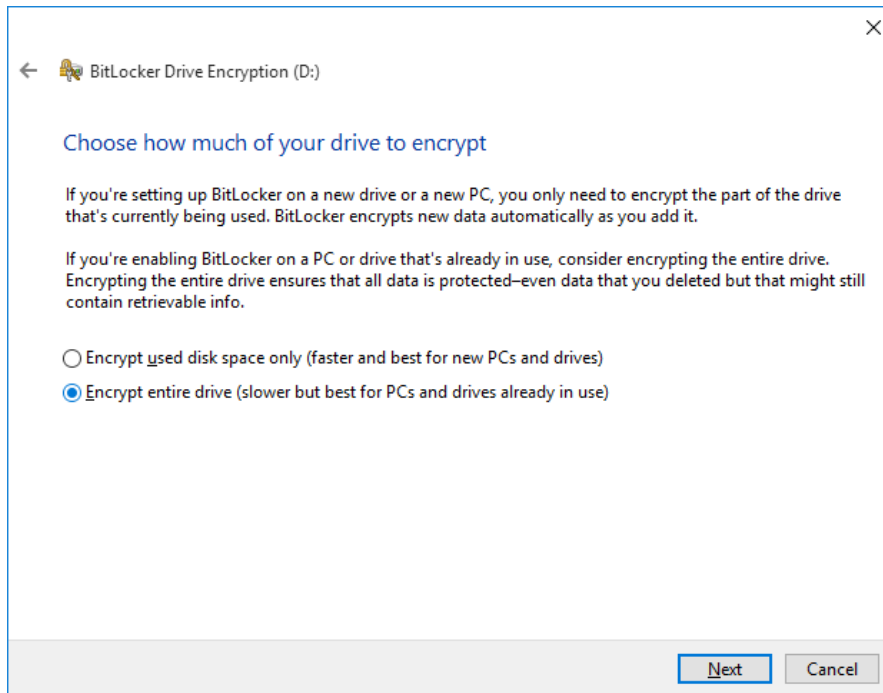 BitLocker Drive Encryption (D:)
Choose how much of your drive to encrypt
If you're setting up BitLocker on a new drive or a new PC, you only need to encrypt the part of the drive
that's currently being used. BitLocker encrypts new data automatically as you add it.
If you're enabling BitLocker on a PC or drive that's already in use, consider encrypting the entire drive.
Encrypting the entire drive ensures that all data is protected–even data that you deleted but that might still
contain retrievable info.
Encrypt used disk space only (faster and best for new PCs and drives)
Encrypt entire drive (slower but best for PCs and drives already in use)
Next Cancel